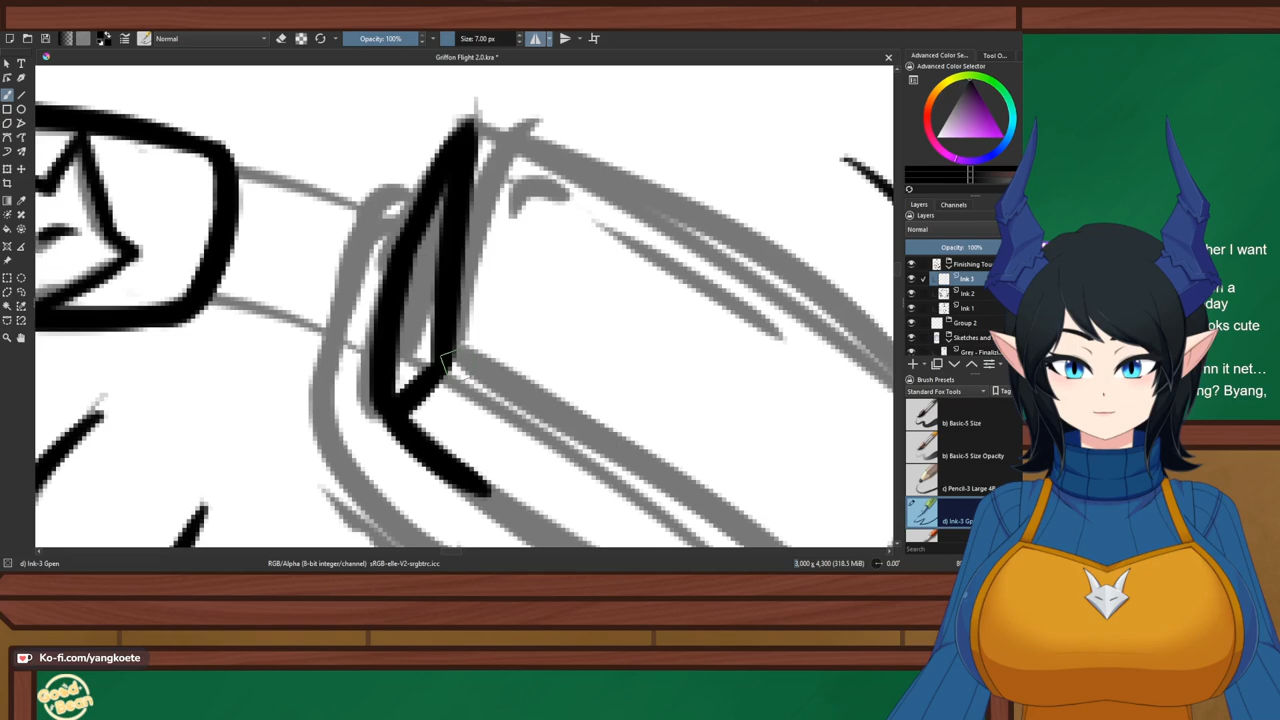 Normal
Opacity: 100%
Size: 7.00 px
Griffon Flight 2.0.kra *
Advanced Color Se...
Tool O...
Advanced Color Selector
Layers
Channels
Layers
Normal
Opacity: 100%
Finishing Tou
Ink 3
Ink 2
Ink 1
Group 2
Sketches and
Grey - Finaliz
Brush Presets
Standard Fox Tools
Tag
b) Basic-5 Size
b) Basic-5 Size Opacity
c) Pencil-3 Large 4B
d) Ink-3 Gp
Search
d) Ink-3 Gpen
RGB/Alpha (8-bit integer/channel) sRGB-elle-V2-srgbtrc.icc
3,000 x 4,300 (318.5 MiB)
0.00°
her I want
m a
day
oks cute
mn it net...
ng? Byang,
Ko-fi.com/yangkoete
Good
Bean